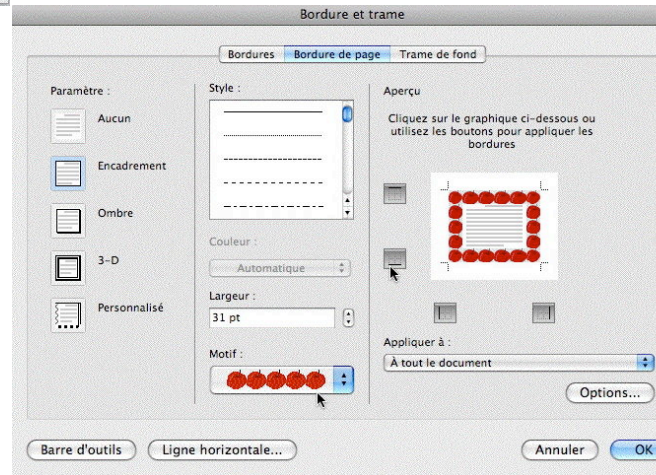 Bordure et trame
Bordures
Bordure de page
Trame de fond
Paramètre :
Aucun
Encadrement
Ombre
3-D
Personnalisé
Style :
Couleur :
Automatique
Largeur :
31 pt
Motif :
Aperçu
Cliquez sur le graphique ci-dessous ou
utilisez les boutons pour appliquer les
bordures
Appliquer à :
À tout le document
Options...
Barre d'outils
Ligne horizontale...
Annuler
OK